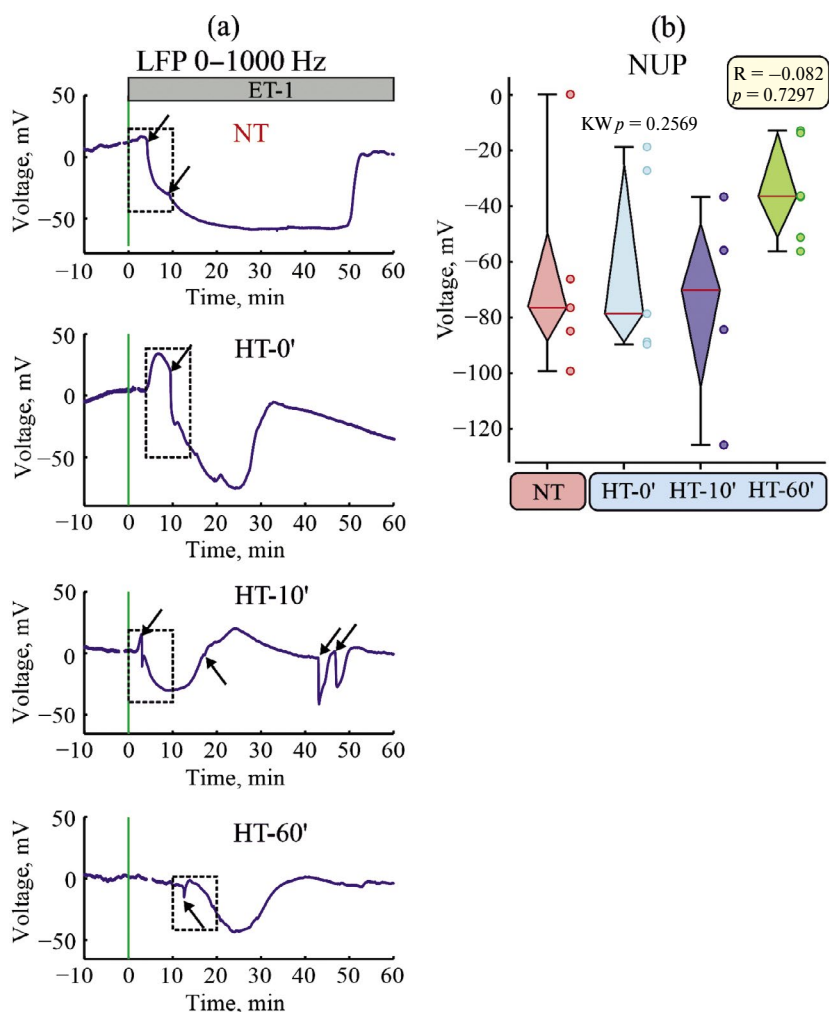 (a)
LFP 0–1000 Hz
ET-1
NT
50
0
−50
Voltage, mV
−10 0 10 20 30 40 50 60
Time, min
HT-0'
50
0
−50
Voltage, mV
−10 0 10 20 30 40 50 60
Time, min
HT-10'
50
0
−50
Voltage, mV
−10 0 10 20 30 40 50 60
Time, min
HT-60'
50
0
−50
Voltage, mV
−10 0 10 20 30 40 50 60
Time, min
(b)
NUP
R = −0.082
p = 0.7297
KW p = 0.2569
0
−20
−40
−60
−80
−100
−120
Voltage, mV
NT HT-0' HT-10' HT-60'